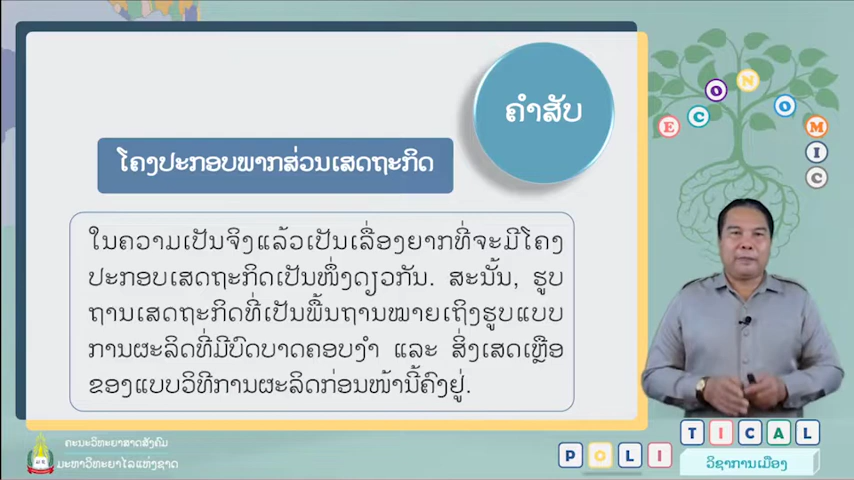 ຄຳສັບ
ໂຄງປະກອບພາກສ່ວນເສດຖະກິດ
ໃນຄວາມເປັນຈິງແລ້ວເປັນເລື່ອງຍາກທີ່ຈະມີໂຄງ
ປະກອບເສດຖະກິດເປັນໜຶ່ງດຽວກັນ. ສະນັ້ນ, ຮູບ
ຖານເສດຖະກິດທີ່ເປັນພື້ນຖານໝາຍເຖິງຮູບແບບ
ການຜະລິດທີ່ມີບົດບາດຄອບງຳ ແລະ ສິ່ງເສດເຫຼືອ
ຂອງແບບວິທີການຜະລິດກ່ອນໜ້ານີ້ຄົງຢູ່.
ECONOMIC
POLITICAL
ວິຊາການເມືອງ
ຄະນະວິທະຍາສາດສັງຄົມ
ມະຫາວິທະຍາໄລແຫ່ງຊາດ